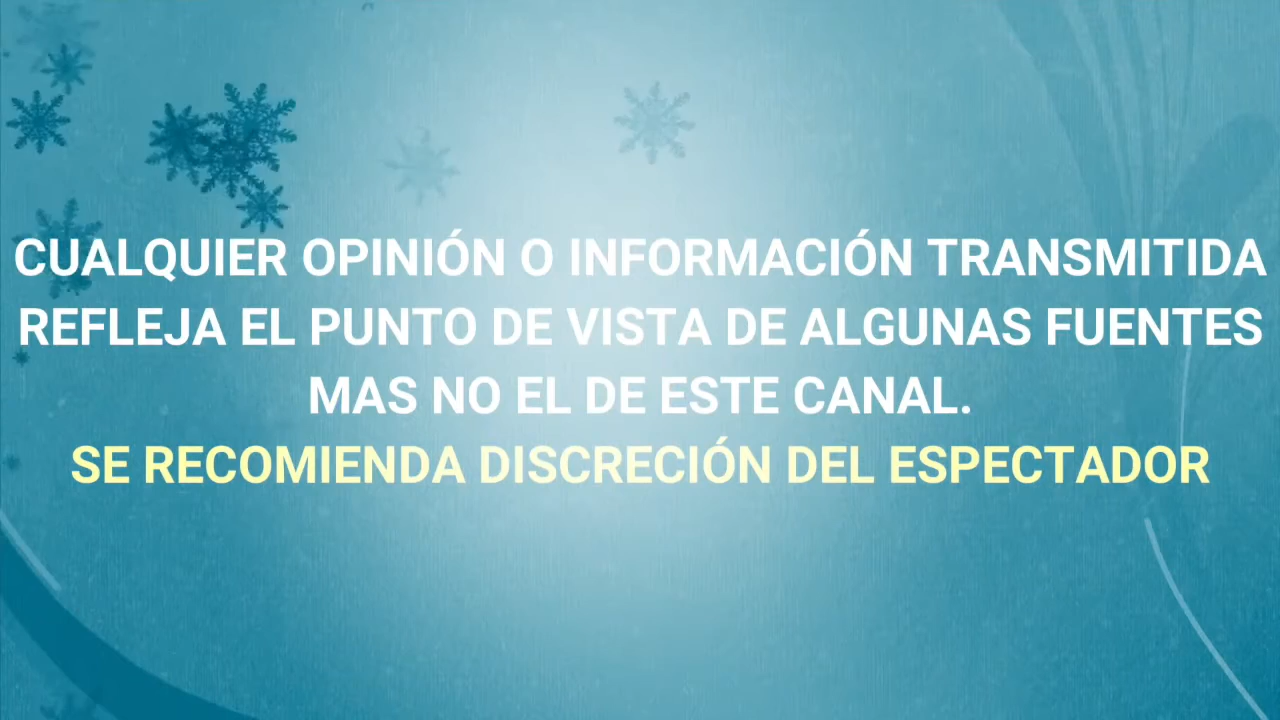 CUALQUIER OPINIÓN O INFORMACIÓN TRANSMITIDA
REFLEJA EL PUNTO DE VISTA DE ALGUNAS FUENTES
MAS NO EL DE ESTE CANAL.
SE RECOMIENDA DISCRECIÓN DEL ESPECTADOR